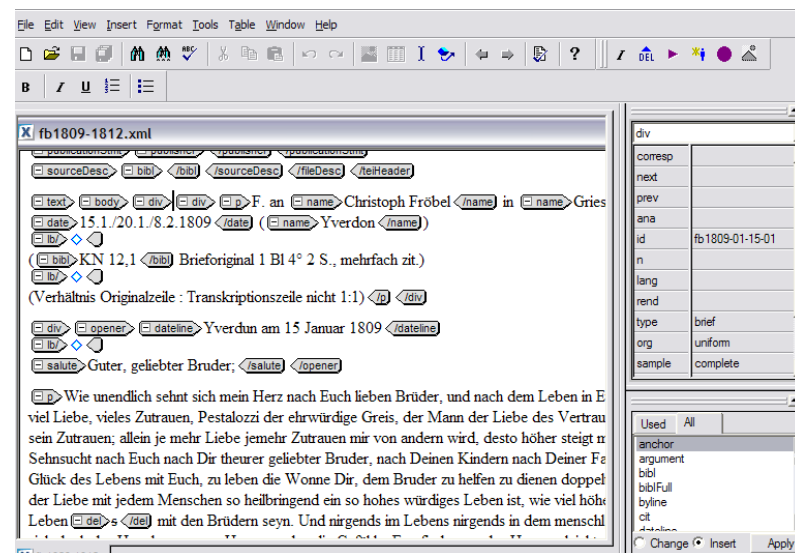 File Edit View Insert Format Tools Table Window Help
ABC ? I DEL
B I U
fb1809-1812.xml
publicationStmt publisher /publisher /publicationStmt
sourceDesc bibl /bibl /sourceDesc /fileDesc /teiHeader
text body div div p F. an name Christoph Fröbel /name in name Gries
date 15.1./20.1./8.2.1809 /date ( name Yverdon /name )
lb/
( bibl KN 12,1 /bibl Brieforiginal 1 Bl 4° 2 S., mehrfach zit.)
lb/
(Verhältnis Originalzeile : Transkriptionszeile nicht 1:1) /p /div
div opener dateline Yverdun am 15 Januar 1809 /dateline
lb/
salute Guter, geliebter Bruder; /salute /opener
p Wie unendlich sehnt sich mein Herz nach Euch lieben Brüder, und nach dem Leben in E
viel Liebe, vieles Zutrauen, Pestalozzi der ehrwürdige Greis, der Mann der Liebe des Vertrau
sein Zutrauen; allein je mehr Liebe jemehr Zutrauen mir von andern wird, desto höher steigt m
Sehnsucht nach Euch nach Dir theurer geliebter Bruder, nach Deinen Kindern nach Deiner Fa
Glück des Lebens mit Euch, zu leben die Wonne Dir, dem Bruder zu helfen zu dienen doppel
der Liebe mit jedem Menschen so heilbringend ein so hohes würdiges Leben ist, wie viel höhe
Leben del s /del mit den Brüdern seyn. Und nirgends im Lebens nirgends in dem menschl
div
corresp
next
prev
ana
id fb1809-01-15-01
n
lang
rend
type brief
org uniform
sample complete
Used All
anchor
argument
bibl
biblFull
byline
cit
dateline
Change Insert Apply